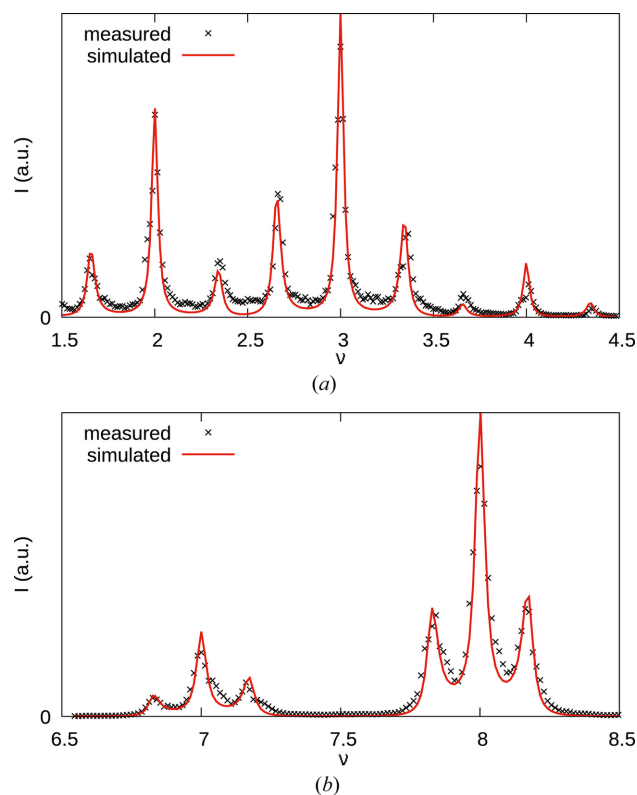 measured
simulated
I (a.u.)
0
1.5 2 2.5 3 3.5 4 4.5
ν
(a)
measured
simulated
I (a.u.)
0
6.5 7 7.5 8 8.5
ν
(b)